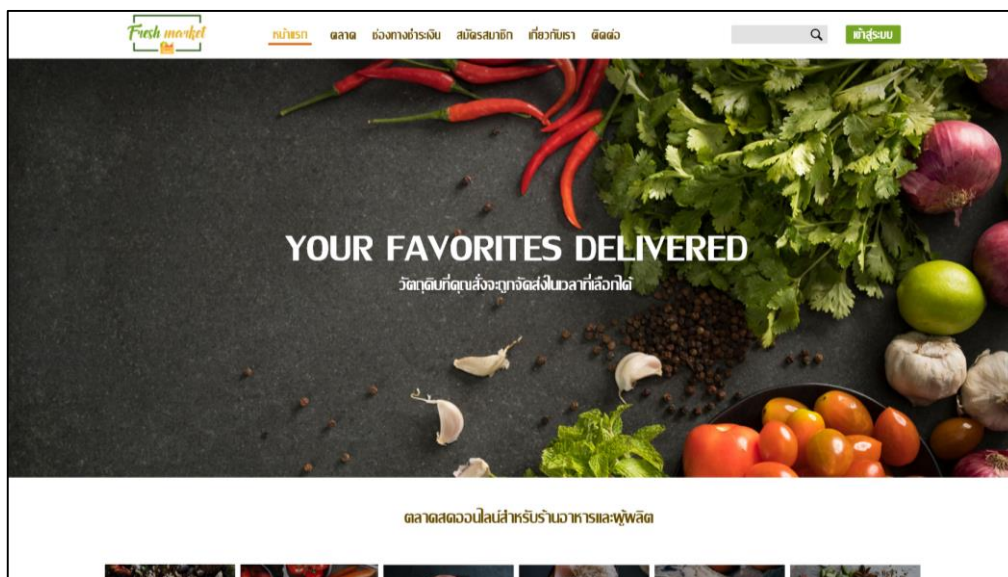 Fresh market
หน้าแรก ตลาด ช่องทางชำระเงิน สมัครสมาชิก เกี่ยวกับเรา ติดต่อ เข้าสู่ระบบ
YOUR FAVORITES DELIVERED
วัตถุดิบที่คุณสั่งจะถูกจัดส่งในเวลาที่เลือกได้
ตลาดสดออนไลน์สำหรับร้านอาหารและผู้ผลิต